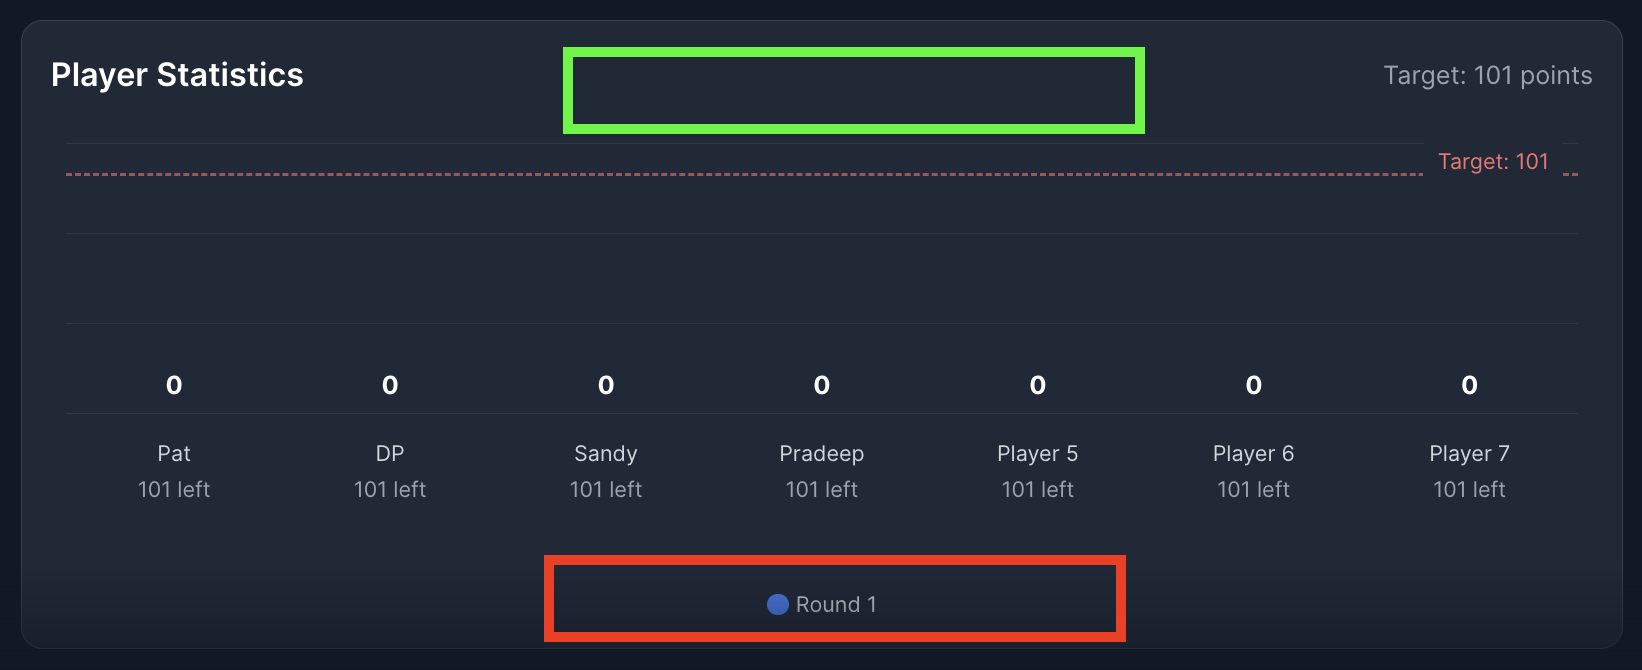 Player Statistics
Target: 101 points
Target: 101
0 0 0 0 0 0 0
Pat DP Sandy Pradeep Player 5 Player 6 Player 7
101 left 101 left 101 left 101 left 101 left 101 left 101 left
Round 1